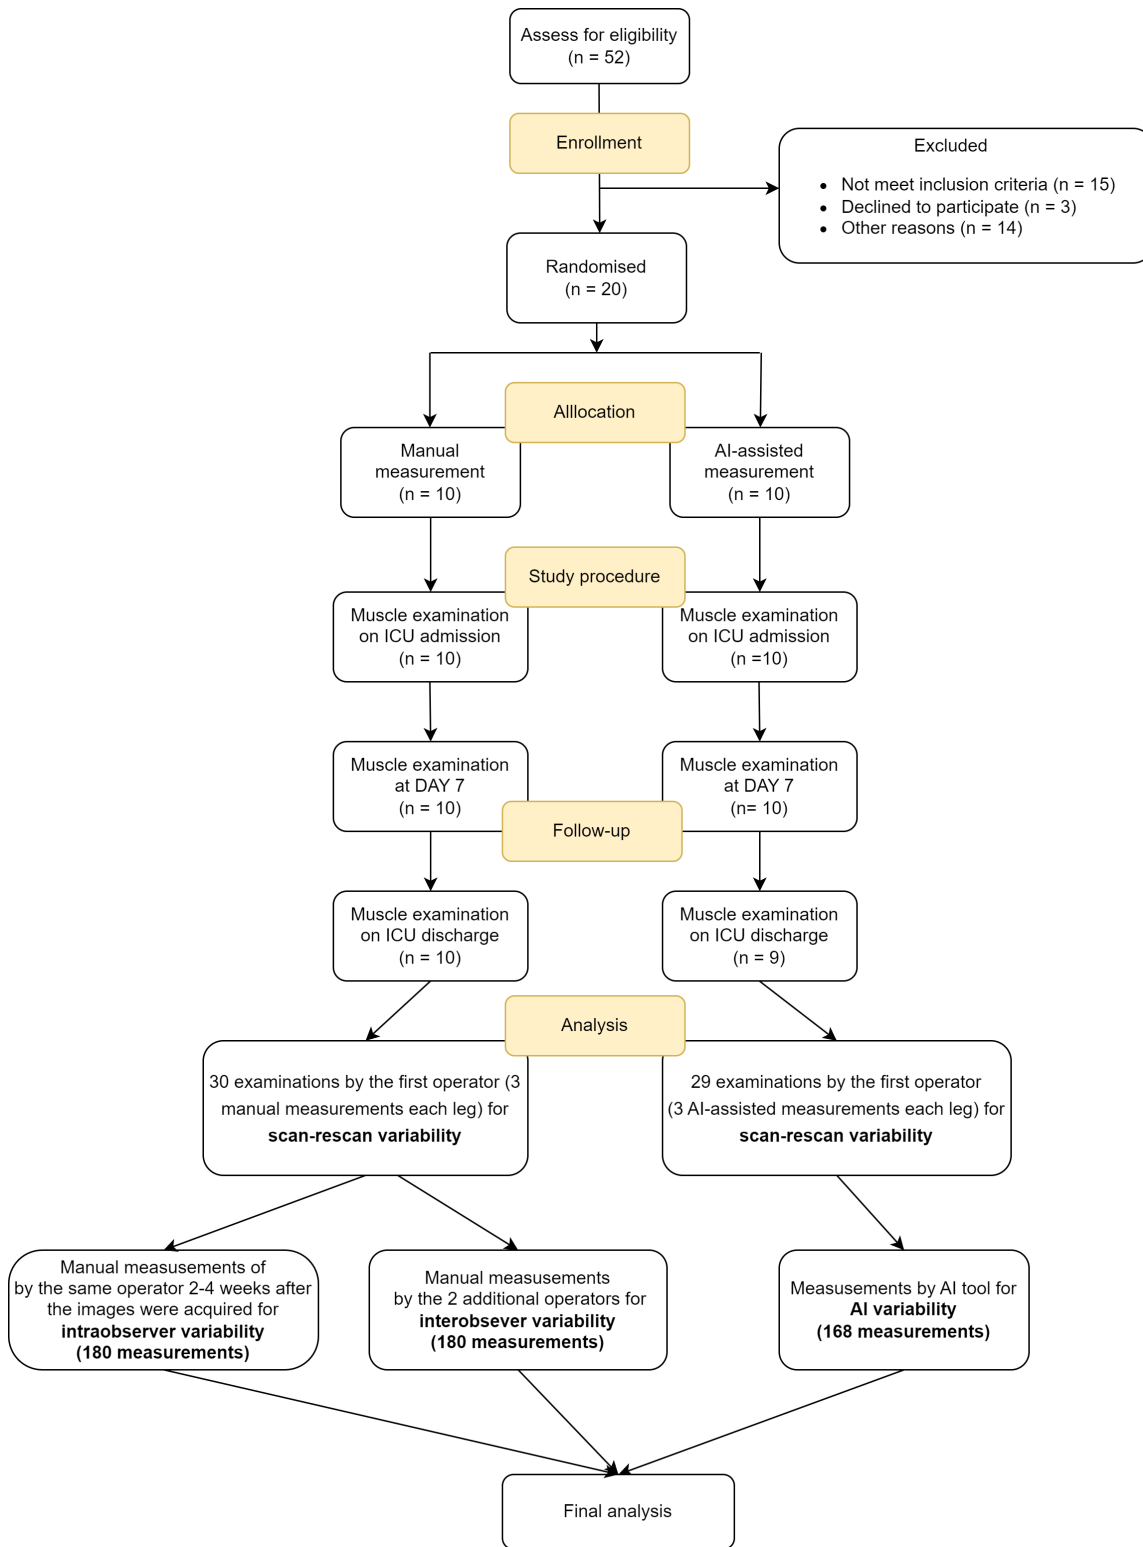 Assess for eligibility
(n = 52)
Enrollment
Excluded
• Not meet inclusion criteria (n = 15)
• Declined to participate (n = 3)
• Other reasons (n = 14)
Randomised
(n = 20)
Alllocation
Manual
measurement
(n = 10)
AI-assisted
measurement
(n = 10)
Study procedure
Muscle examination
on ICU admission
(n = 10)
Muscle examination
on ICU admission
(n =10)
Muscle examination
at DAY 7
(n = 10)
Muscle examination
at DAY 7
(n= 10)
Follow-up
Muscle examination
on ICU discharge
(n = 10)
Muscle examination
on ICU discharge
(n = 9)
Analysis
30 examinations by the first operator (3
manual measurements each leg) for
scan-rescan variability
29 examinations by the first operator
(3 AI-assisted measurements each leg) for
scan-rescan variability
Manual measusements of
by the same operator 2-4 weeks after
the images were acquired for
intraobserver variability
(180 measurements)
Manual measusements
by the 2 additional operators for
interobsever variability
(180 measurements)
Measusements by AI tool for
AI variability
(168 measurements)
Final analysis